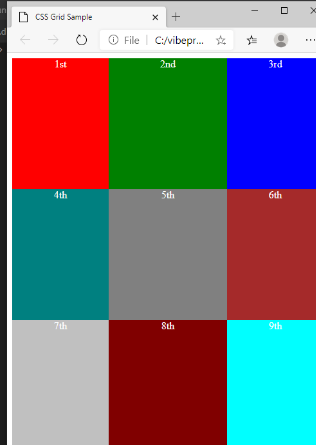 CSS Grid Sample
File
C:/vibepr...
1st
2nd
3rd
4th
5th
6th
7th
8th
9th